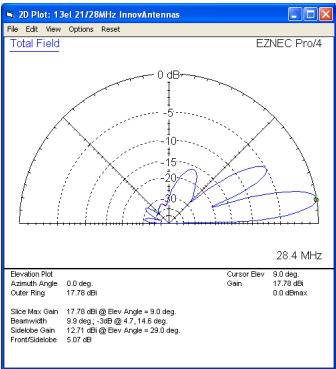 2D Plot: 13el 21/28MHz InnovAntennas
File Edit View Options Reset
Total Field EZNEC Pro/4
0 dB
-5
-10
-15
-20
-30
28.4 MHz
Elevation Plot Cursor Elev 9.0 deg.
Azimuth Angle 0.0 deg. Gain 17.78 dBi
Outer Ring 17.78 dBi 0.0 dBmax
Slice Max Gain 17.78 dBi @ Elev Angle = 9.0 deg.
Beamwidth 9.9 deg.; -3dB @ 4.7, 14.6 deg.
Sidelobe Gain 12.71 dBi @ Elev Angle = 29.0 deg.
Front/Sidelobe 5.07 dB